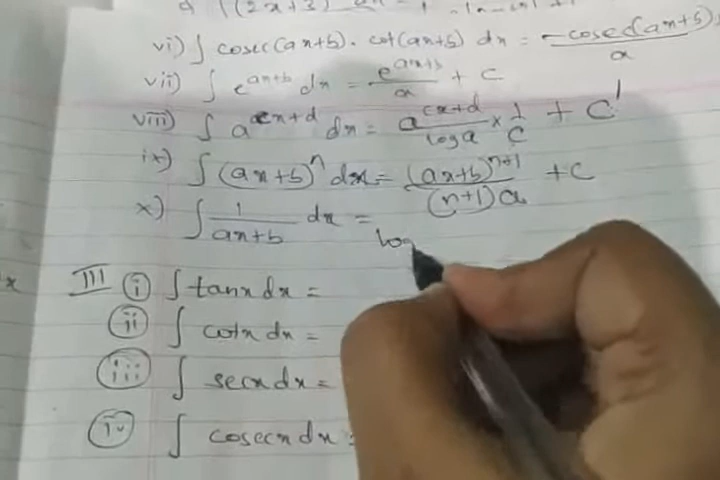 vi) ∫ cosec(ax+b). cot(ax+b) dx = -cosec(ax+b) / a
vii) ∫ e^(ax+b) dx = e^(ax+b) / a + c
viii) ∫ a^(cx+d) dx = a^(cx+d) / log a × 1/c + c'
ix) ∫ (ax+b)^n dx = (ax+b)^(n+1) / (n+1)a + c
x) ∫ 1 / ax+b dx = log
III (i) ∫ tanx dx =
(ii) ∫ cotx dx =
(iii) ∫ secx dx =
(iv) ∫ cosecx dx =